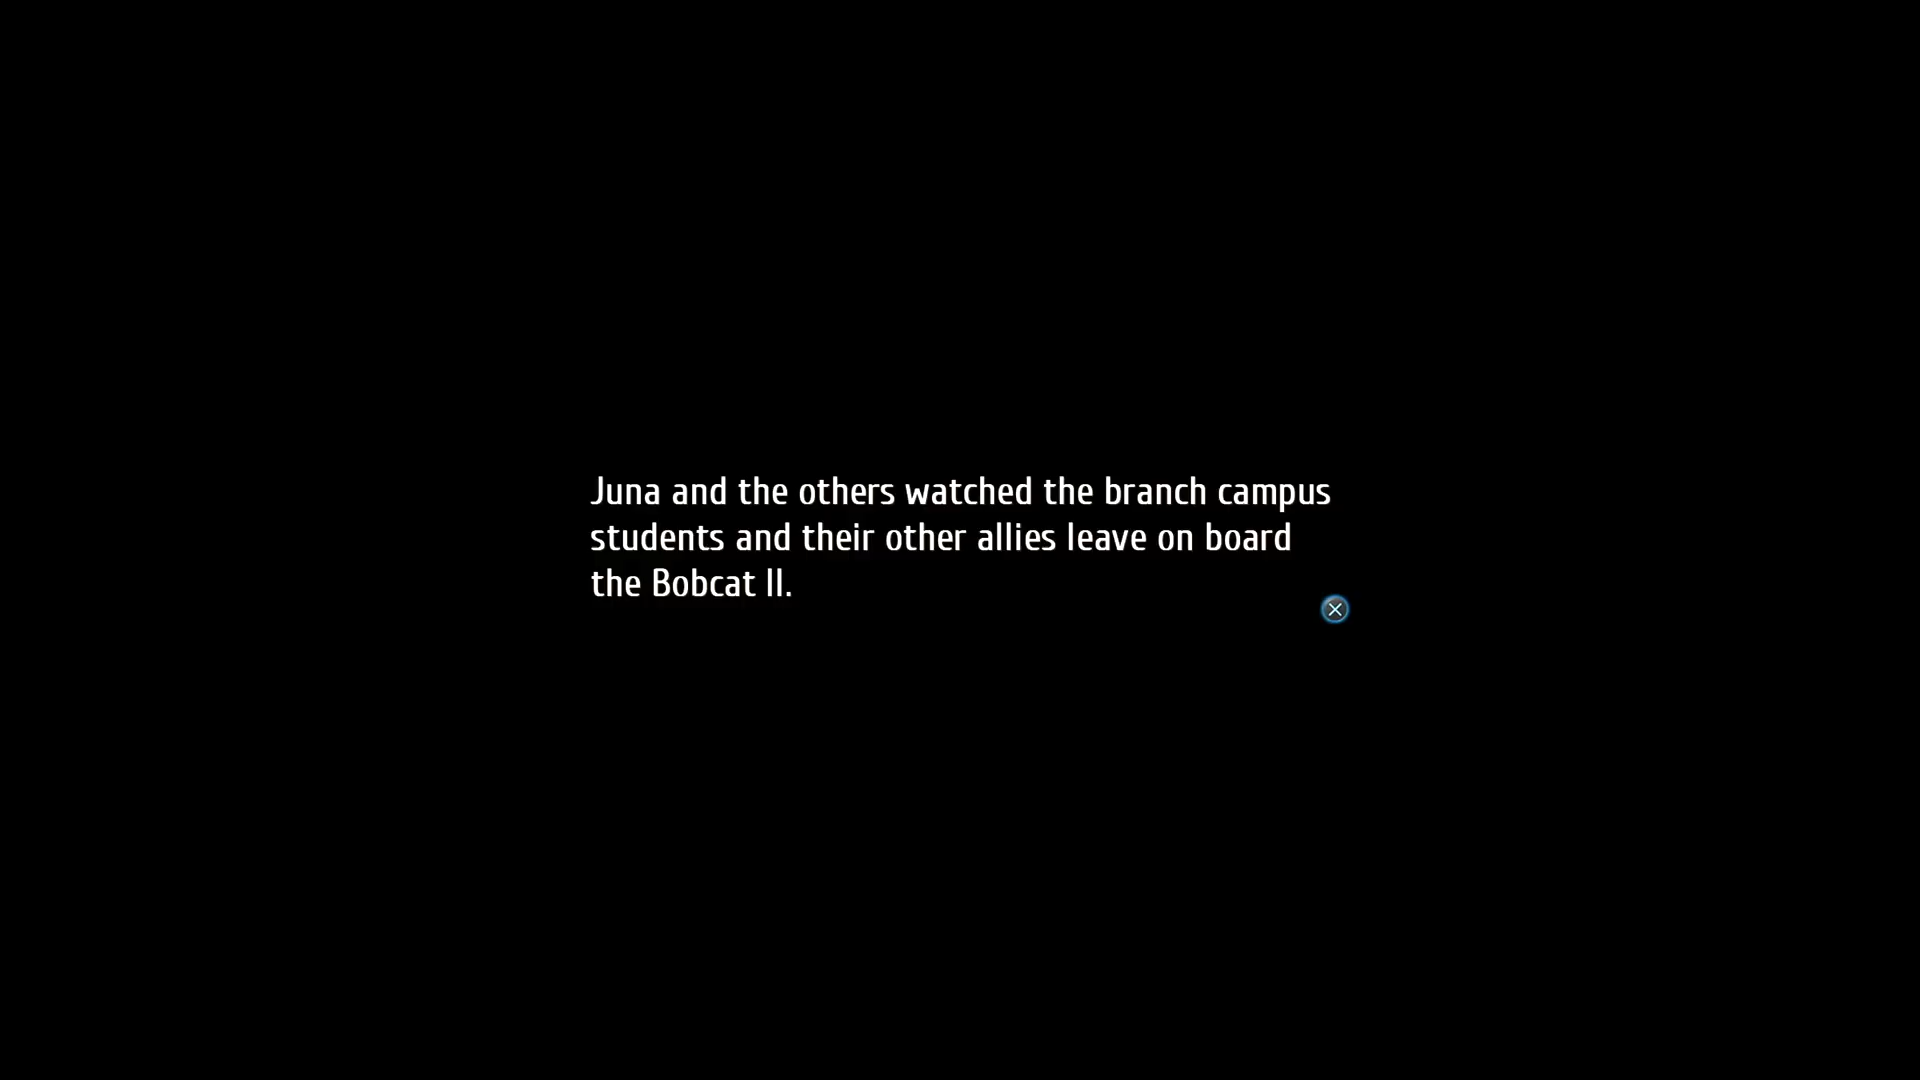 Juna and the others watched the branch campus
students and their other allies leave on board
the Bobcat II.